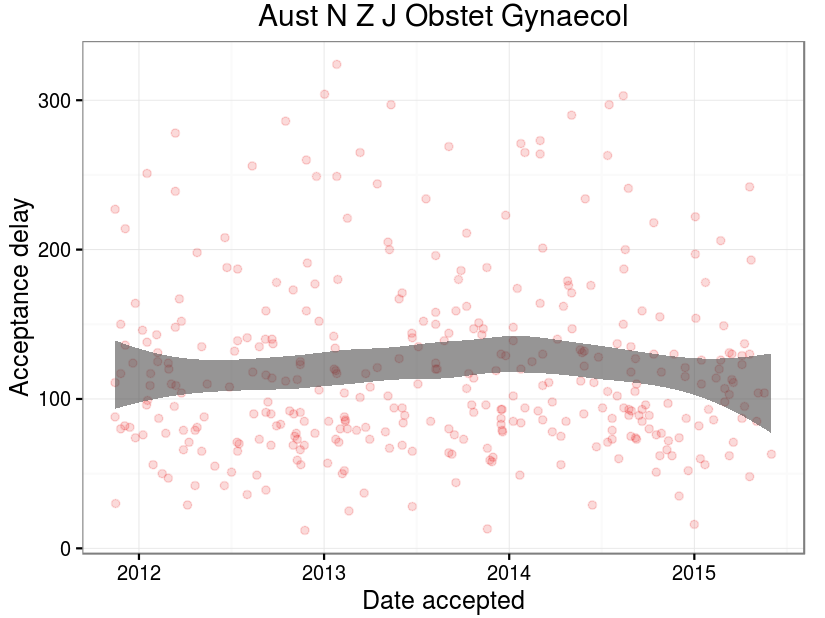 Aust N Z J Obstet Gynaecol
Acceptance delay
300
200
100
0
2012 2013 2014 2015
Date accepted